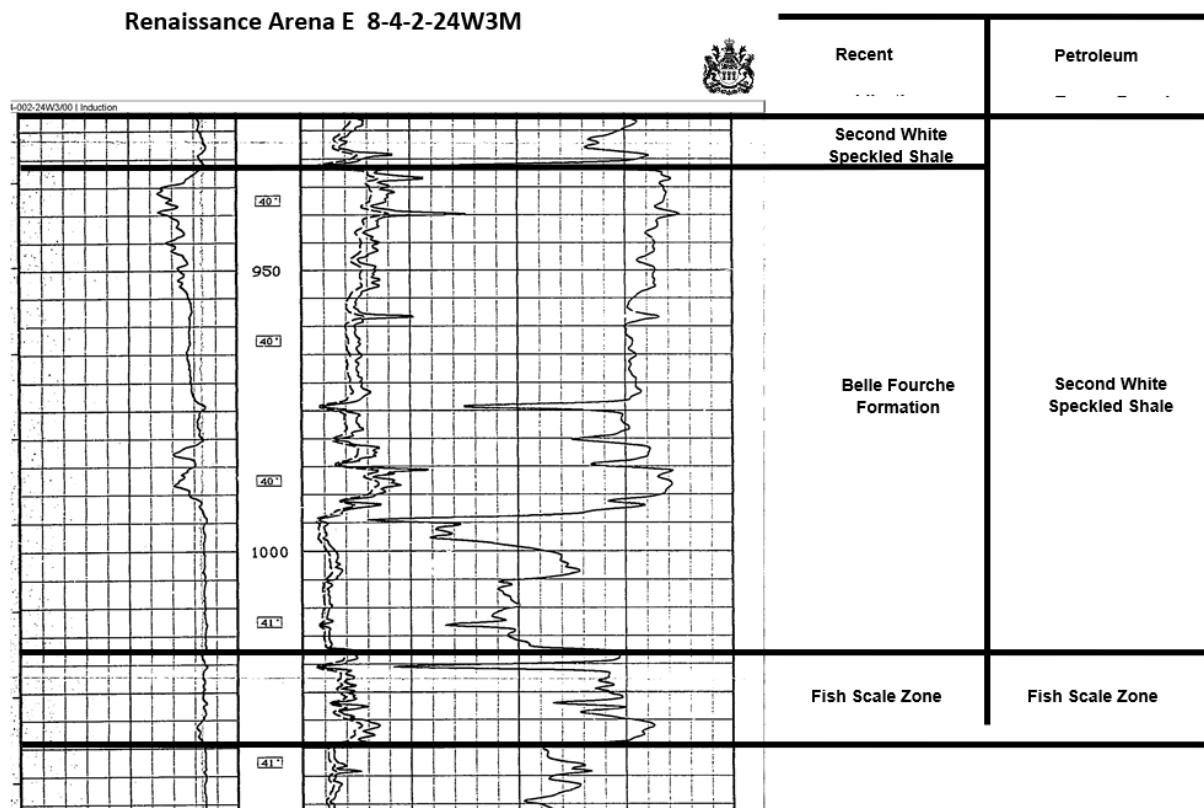 Renaissance Arena E 8-4-2-24W3M
Recent
Petroleum
-002-24W3/00 I Induction
Second White
Speckled Shale
40°
950
40°
Belle Fourche
Formation
Second White
Speckled Shale
40°
1000
41°
Fish Scale Zone
Fish Scale Zone
41°